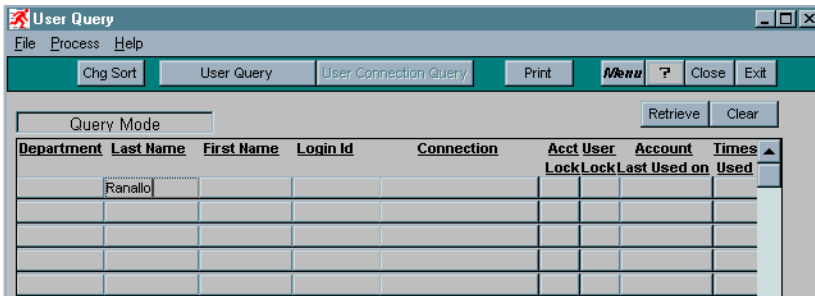 User Query
File Process Help
Chg Sort User Query User Connection Query Print Menu ? Close Exit
Retrieve Clear
Query Mode
Department Last Name First Name Login Id Connection Acct User Account Times
Lock Lock Last Used on Used
Ranallo